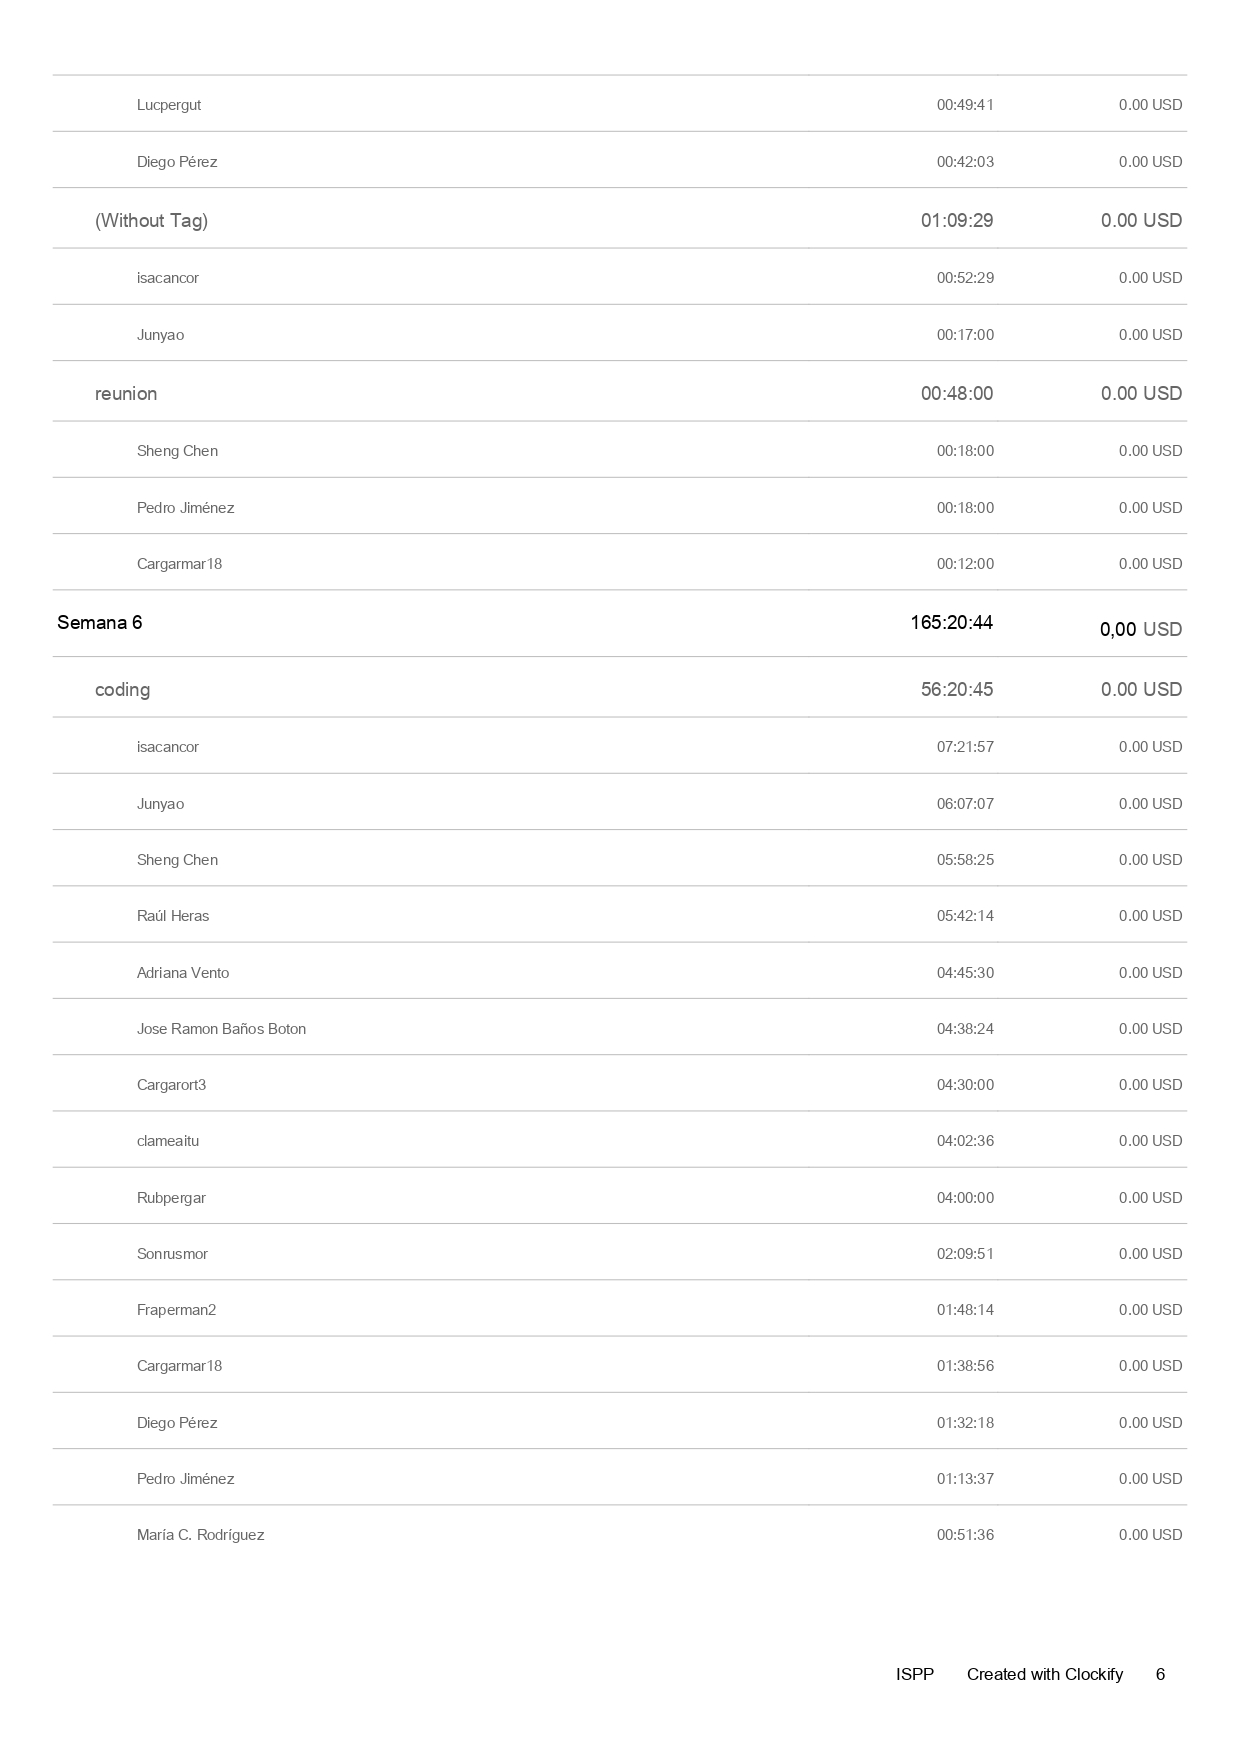 Lucpergut 00:49:41 0.00 USD
Diego Pérez 00:42:03 0.00 USD
(Without Tag) 01:09:29 0.00 USD
isacancor 00:52:29 0.00 USD
Junyao 00:17:00 0.00 USD
reunion 00:48:00 0.00 USD
Sheng Chen 00:18:00 0.00 USD
Pedro Jiménez 00:18:00 0.00 USD
Cargarmar18 00:12:00 0.00 USD
Semana 6 165:20:44 0,00 USD
coding 56:20:45 0.00 USD
isacancor 07:21:57 0.00 USD
Junyao 06:07:07 0.00 USD
Sheng Chen 05:58:25 0.00 USD
Raúl Heras 05:42:14 0.00 USD
Adriana Vento 04:45:30 0.00 USD
Jose Ramon Baños Boton 04:38:24 0.00 USD
Cargarort3 04:30:00 0.00 USD
clameaitu 04:02:36 0.00 USD
Rubpergar 04:00:00 0.00 USD
Sonrusmor 02:09:51 0.00 USD
Fraperman2 01:48:14 0.00 USD
Cargarmar18 01:38:56 0.00 USD
Diego Pérez 01:32:18 0.00 USD
Pedro Jiménez 01:13:37 0.00 USD
María C. Rodríguez 00:51:36 0.00 USD
ISPP Created with Clockify 6